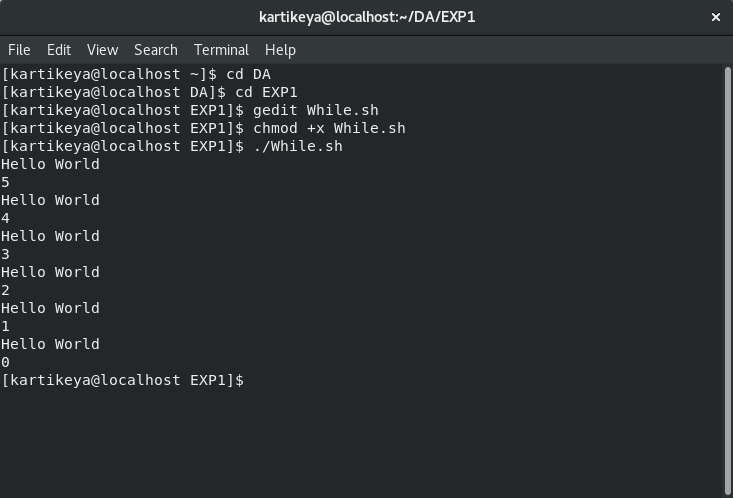 kartikeya@localhost:~/DA/EXP1
File Edit View Search Terminal Help
[kartikeya@localhost ~]$ cd DA
[kartikeya@localhost DA]$ cd EXP1
[kartikeya@localhost EXP1]$ gedit While.sh
[kartikeya@localhost EXP1]$ chmod +x While.sh
[kartikeya@localhost EXP1]$ ./While.sh
Hello World
5
Hello World
4
Hello World
3
Hello World
2
Hello World
1
Hello World
0
[kartikeya@localhost EXP1]$